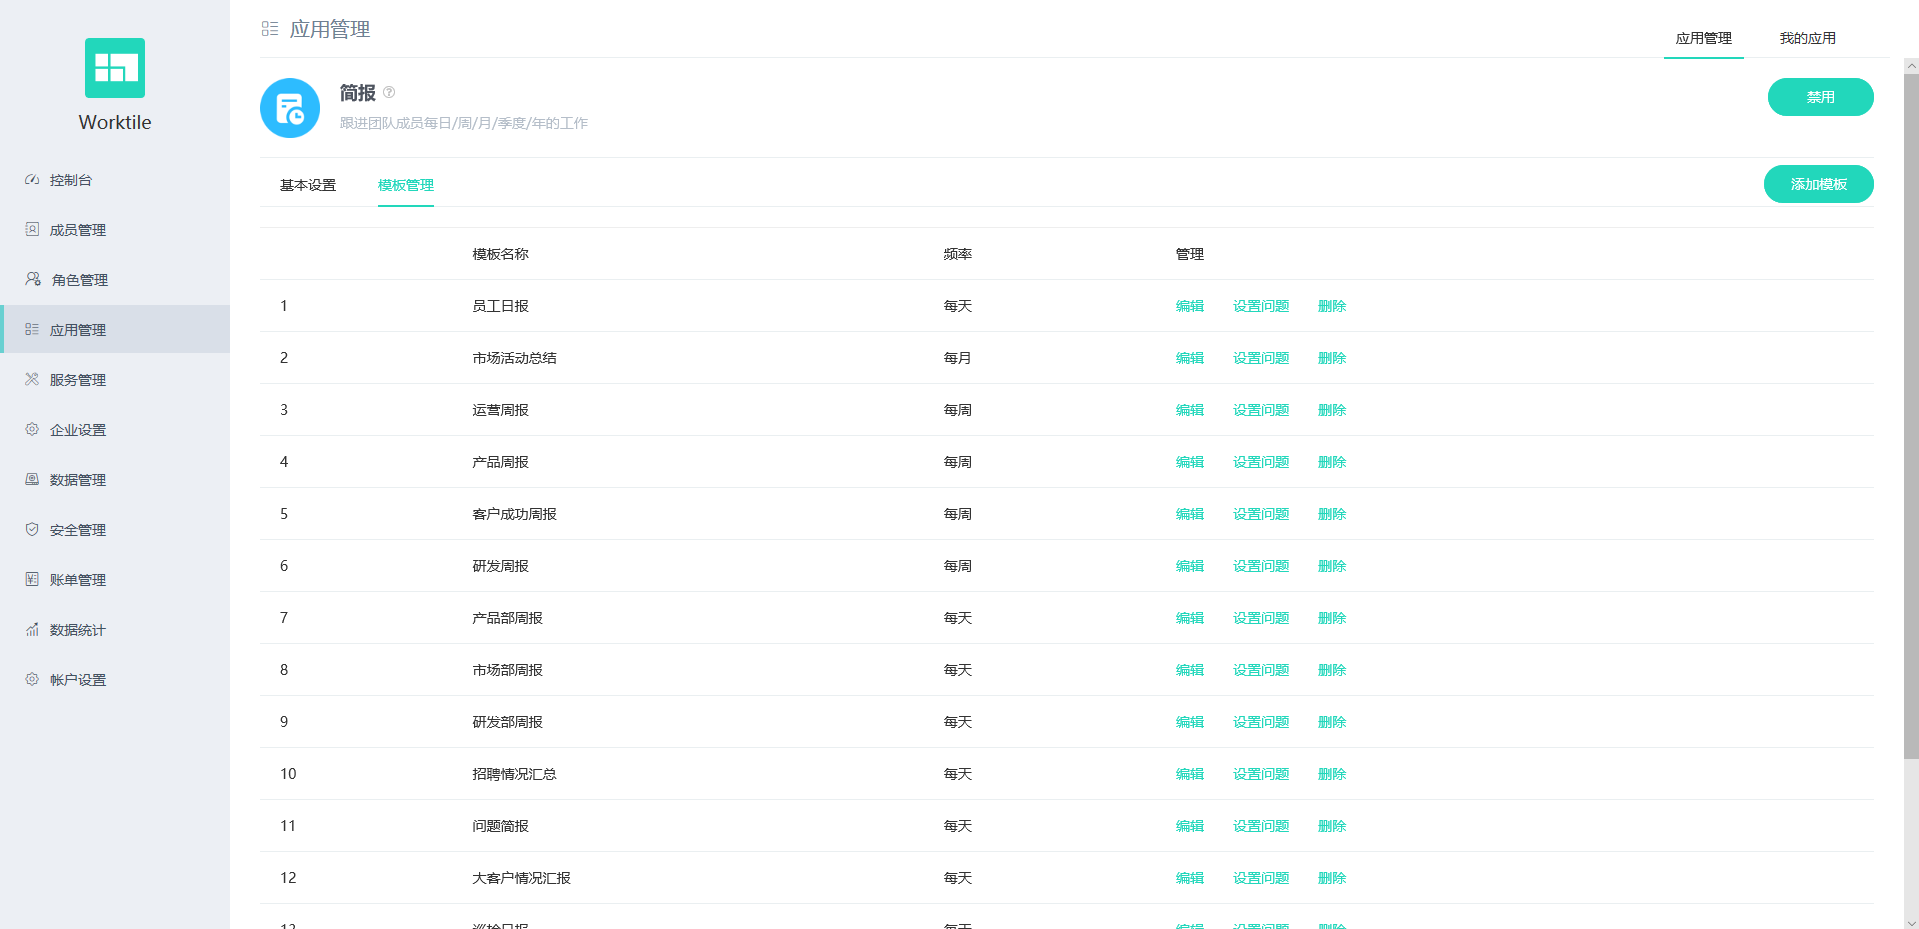 Worktile
控制台
成员管理
角色管理
应用管理
服务管理
企业设置
数据管理
安全管理
账单管理
数据统计
帐户设置
应用管理
应用管理 我的应用
简报
跟进团队成员每日/周/月/季度/年的工作
禁用
基本设置 模板管理
添加模板
模板名称 频率 管理
1 员工日报 每天 编辑 设置问题 删除
2 市场活动总结 每月 编辑 设置问题 删除
3 运营周报 每周 编辑 设置问题 删除
4 产品周报 每周 编辑 设置问题 删除
5 客户成功周报 每周 编辑 设置问题 删除
6 研发周报 每周 编辑 设置问题 删除
7 产品部周报 每天 编辑 设置问题 删除
8 市场部周报 每天 编辑 设置问题 删除
9 研发部周报 每天 编辑 设置问题 删除
10 招聘情况汇总 每天 编辑 设置问题 删除
11 问题简报 每天 编辑 设置问题 删除
12 大客户情况汇报 每天 编辑 设置问题 删除